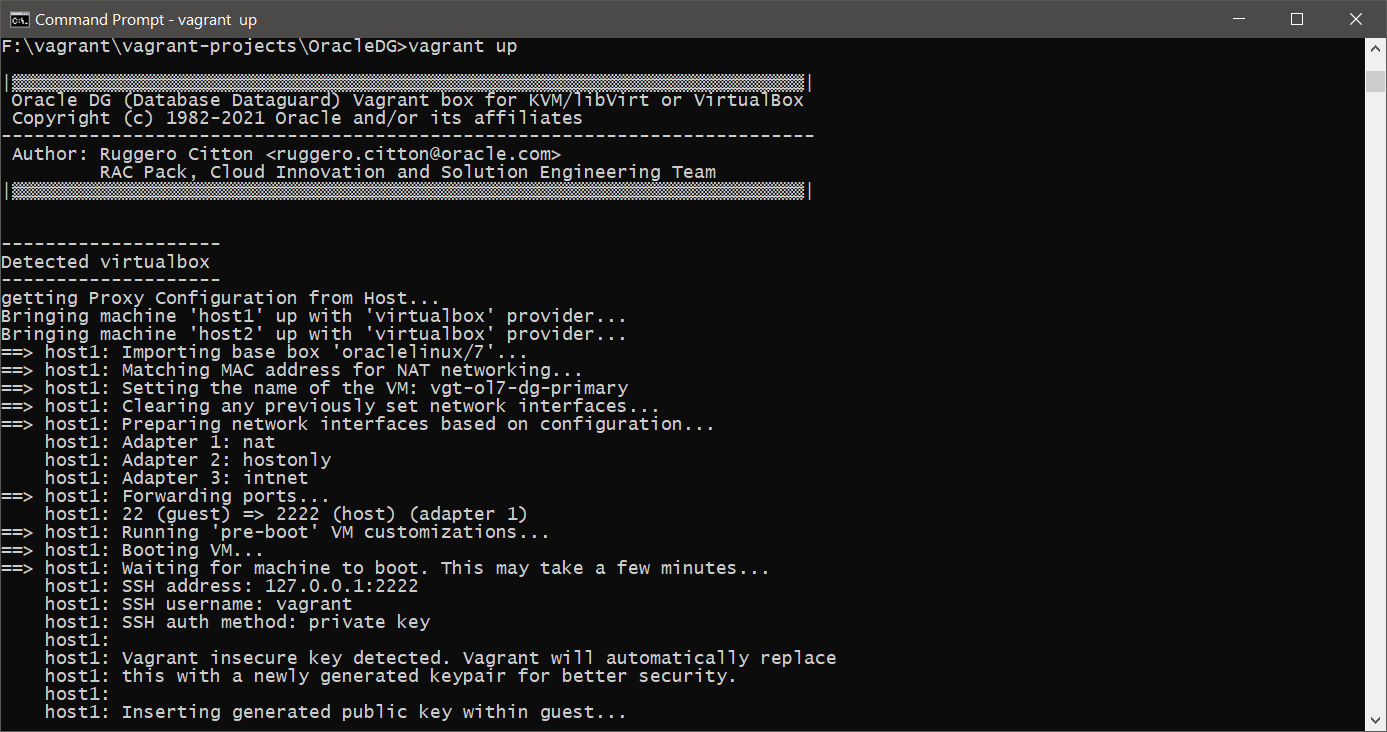 Command Prompt - vagrant  up
F:\vagrant\vagrant-projects\OracleDG>vagrant up
|▒▒▒▒▒▒▒▒▒▒▒▒▒▒▒▒▒▒▒▒▒▒▒▒▒▒▒▒▒▒▒▒▒▒▒▒▒▒▒▒▒▒▒▒▒▒▒▒▒▒▒▒▒▒▒▒▒▒▒▒▒▒▒▒▒▒▒▒▒▒▒▒|
Oracle DG (Database Dataguard) Vagrant box for KVM/libVirt or VirtualBox
Copyright (c) 1982-2021 Oracle and/or its affiliates
--------------------------------------------------------------------------
Author: Ruggero Citton <ruggero.citton@oracle.com>
RAC Pack, Cloud Innovation and Solution Engineering Team
|▒▒▒▒▒▒▒▒▒▒▒▒▒▒▒▒▒▒▒▒▒▒▒▒▒▒▒▒▒▒▒▒▒▒▒▒▒▒▒▒▒▒▒▒▒▒▒▒▒▒▒▒▒▒▒▒▒▒▒▒▒▒▒▒▒▒▒▒▒▒▒▒|
--------------------
Detected virtualbox
--------------------
getting Proxy Configuration from Host...
Bringing machine 'host1' up with 'virtualbox' provider...
Bringing machine 'host2' up with 'virtualbox' provider...
==> host1: Importing base box 'oraclelinux/7'...
==> host1: Matching MAC address for NAT networking...
==> host1: Setting the name of the VM: vgt-ol7-dg-primary
==> host1: Clearing any previously set network interfaces...
==> host1: Preparing network interfaces based on configuration...
    host1: Adapter 1: nat
    host1: Adapter 2: hostonly
    host1: Adapter 3: intnet
==> host1: Forwarding ports...
    host1: 22 (guest) => 2222 (host) (adapter 1)
==> host1: Running 'pre-boot' VM customizations...
==> host1: Booting VM...
==> host1: Waiting for machine to boot. This may take a few minutes...
    host1: SSH address: 127.0.0.1:2222
    host1: SSH username: vagrant
    host1: SSH auth method: private key
    host1:
    host1: Vagrant insecure key detected. Vagrant will automatically replace
    host1: this with a newly generated keypair for better security.
    host1:
    host1: Inserting generated public key within guest...